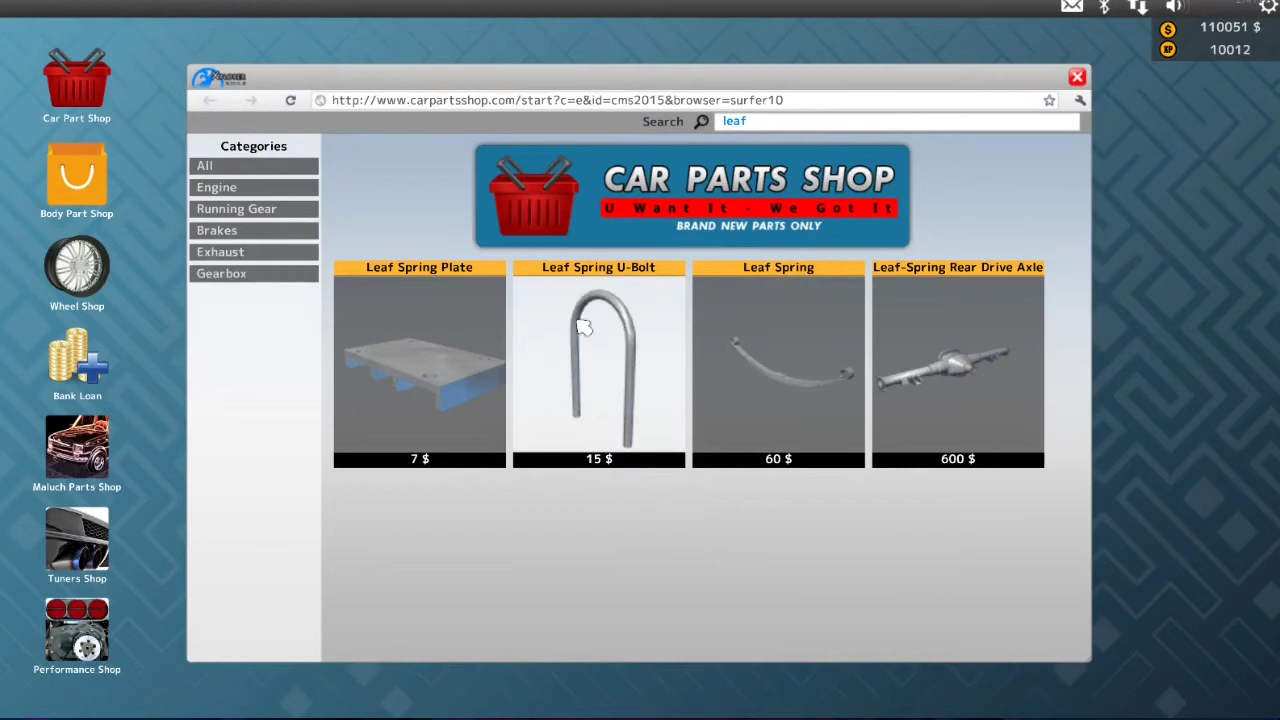 110051 $
10012
Car Part Shop
Body Part Shop
Wheel Shop
Bank Loan
Maluch Parts Shop
Tuners Shop
Performance Shop
http://www.carpartsshop.com/start?c=e&id=cms2015&browser=surfer10
Search leaf
Categories
All
Engine
Running Gear
Brakes
Exhaust
Gearbox
CAR PARTS SHOP
U Want It - We Got It
BRAND NEW PARTS ONLY
Leaf Spring Plate
7 $
Leaf Spring U-Bolt
15 $
Leaf Spring
60 $
Leaf-Spring Rear Drive Axle
600 $